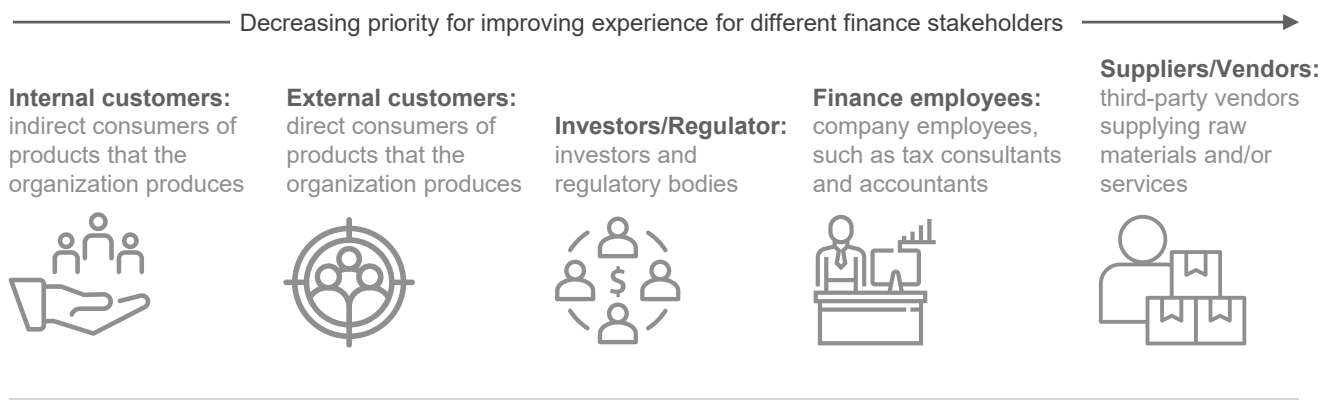 Decreasing priority for improving experience for different finance stakeholders
Internal customers:
indirect consumers of
products that the
organization produces
External customers:
direct consumers of
products that the
organization produces
Investors/Regulator:
investors and
regulatory bodies
$
Finance employees:
company employees,
such as tax consultants
and accountants
Suppliers/Vendors:
third-party vendors
supplying raw
materials and/or
services